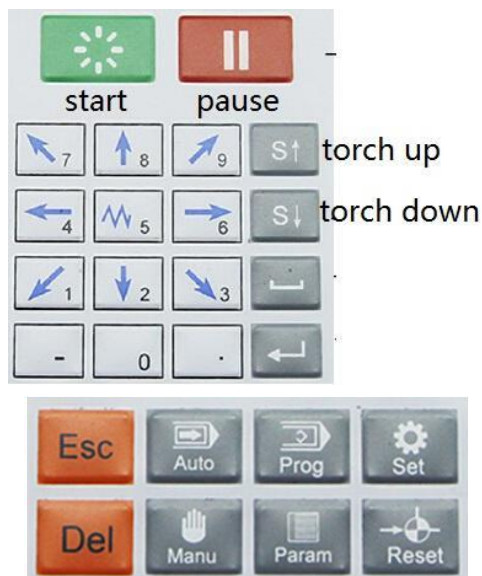 start pause
7 8 9 S↑ torch up
4 5 6 S↓ torch down
1 2 3
- 0 .
Esc Auto Prog Set
Del Manu Param Reset